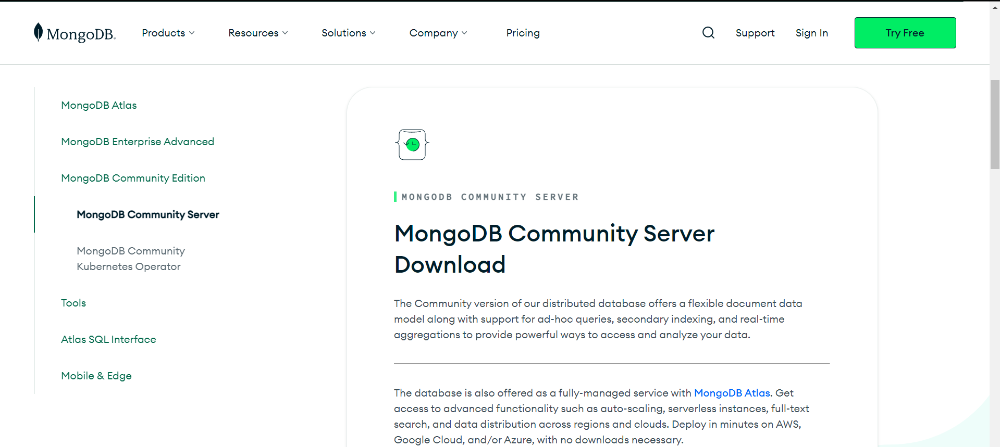 MongoDB.
Products
Resources
Solutions
Company
Pricing
Support
Sign In
Try Free
MongoDB Atlas
MongoDB Enterprise Advanced
MongoDB Community Edition
MongoDB Community Server
MongoDB Community
Kubernetes Operator
Tools
Atlas SQL Interface
Mobile & Edge
MONGODB COMMUNITY SERVER
MongoDB Community Server
Download
The Community version of our distributed database offers a flexible document data
model along with support for ad-hoc queries, secondary indexing, and real-time
aggregations to provide powerful ways to access and analyze your data.
The database is also offered as a fully-managed service with MongoDB Atlas. Get
access to advanced functionality such as auto-scaling, serverless instances, full-text
search, and data distribution across regions and clouds. Deploy in minutes on AWS,
Google Cloud, and/or Azure, with no downloads necessary.